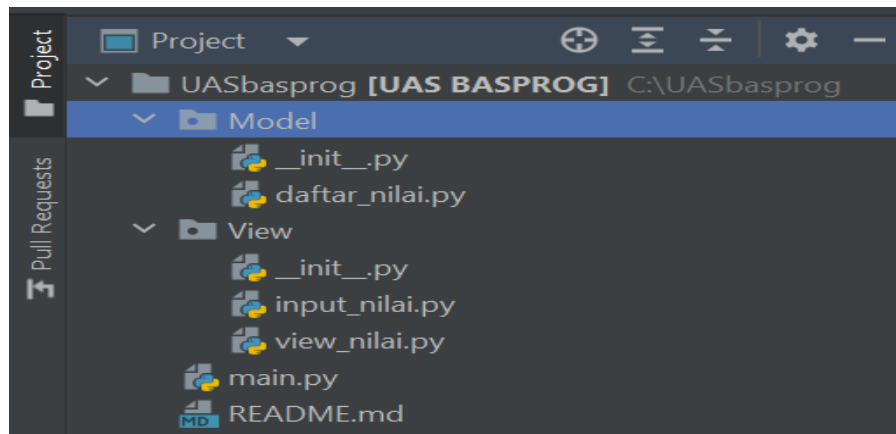 Project
Project
UASbasprog [UAS BASPROG] C:\UASbasprog
Model
__init__.py
daftar_nilai.py
View
__init__.py
input_nilai.py
view_nilai.py
main.py
MD README.md
Pull Requests